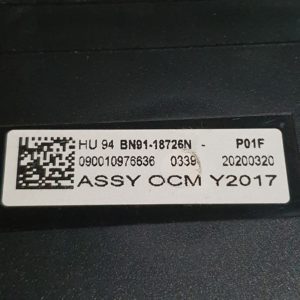 HU 94 BN91-18726N - P01F
090010976636 0339 20200320
ASSY OCM Y2017